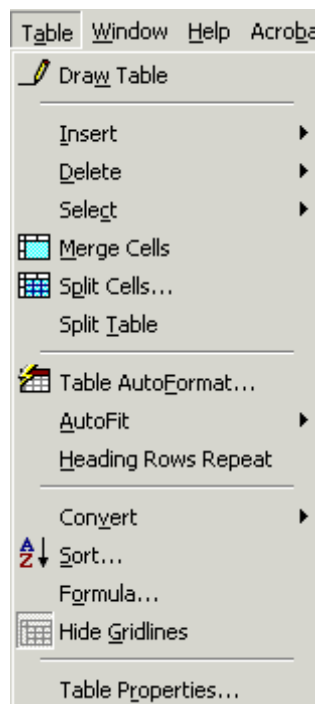 Table Window Help Acroba
Draw Table
Insert
Delete
Select
Merge Cells
Split Cells...
Split Table
Table AutoFormat...
AutoFit
Heading Rows Repeat
Convert
Sort...
Formula...
Hide Gridlines
Table Properties...